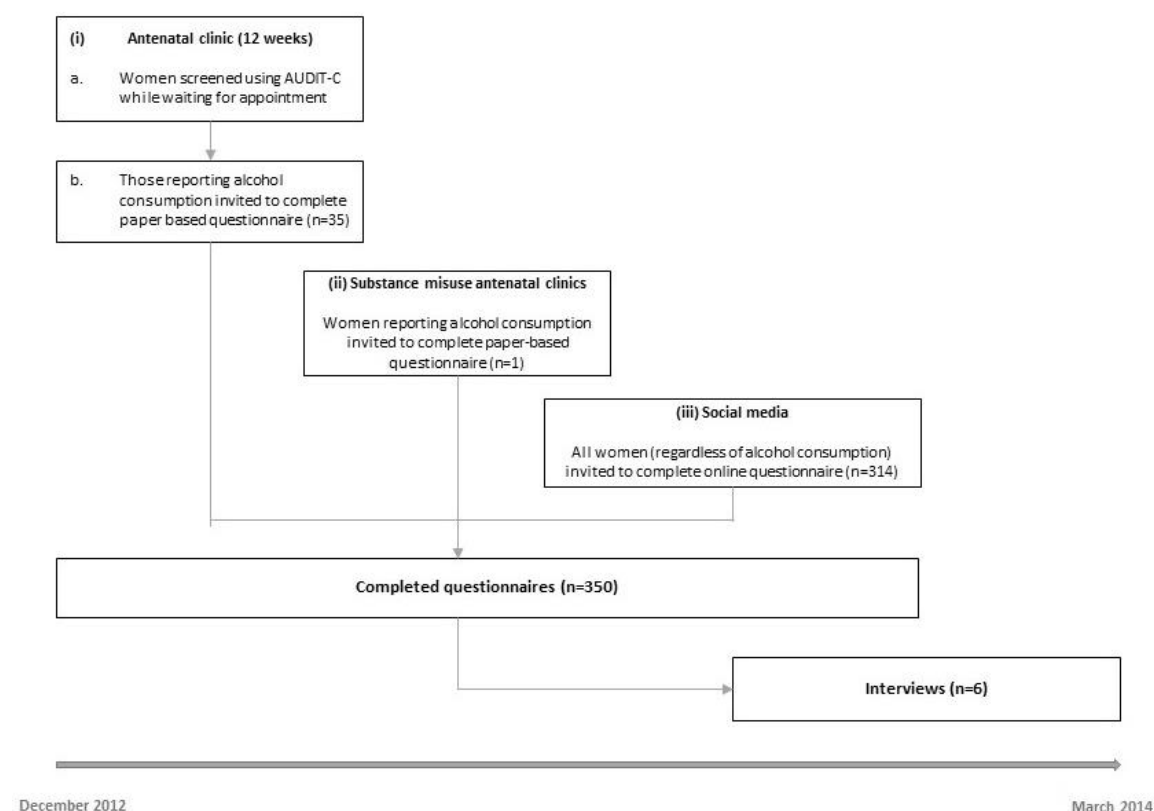 (i) Antenatal clinic (12 weeks)
a. Women screened using AUDIT-C
while waiting for appointment
b. Those reporting alcohol
consumption invited to complete
paper based questionnaire (n=35)
(ii) Substance misuse antenatal clinics
Women reporting alcohol consumption
invited to complete paper-based
questionnaire (n=1)
(iii) Social media
All women (regardless of alcohol consumption)
invited to complete online questionnaire (n=314)
Completed questionnaires (n=350)
Interviews (n=6)
December 2012
March 2014